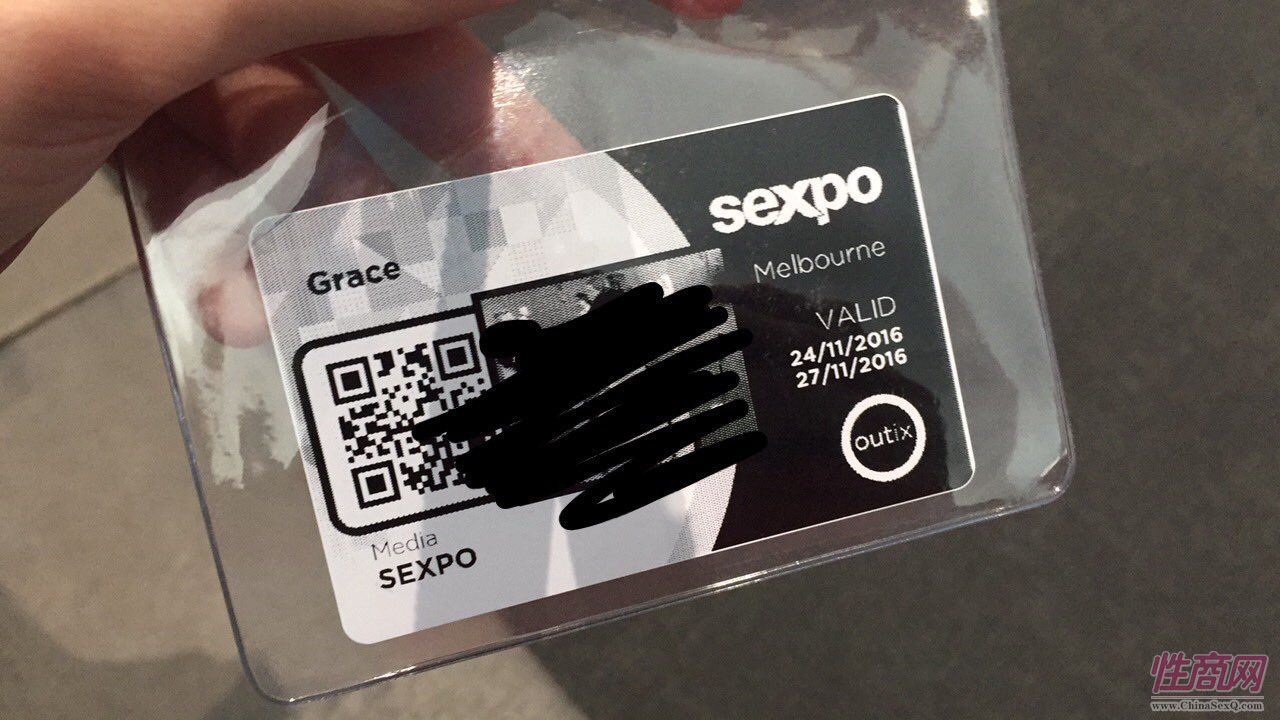 Grace
sexpo
Melbourne
VALID
24/11/2016
27/11/2016
outix
Media
SEXPO
性商网
www.ChinaSexQ.com